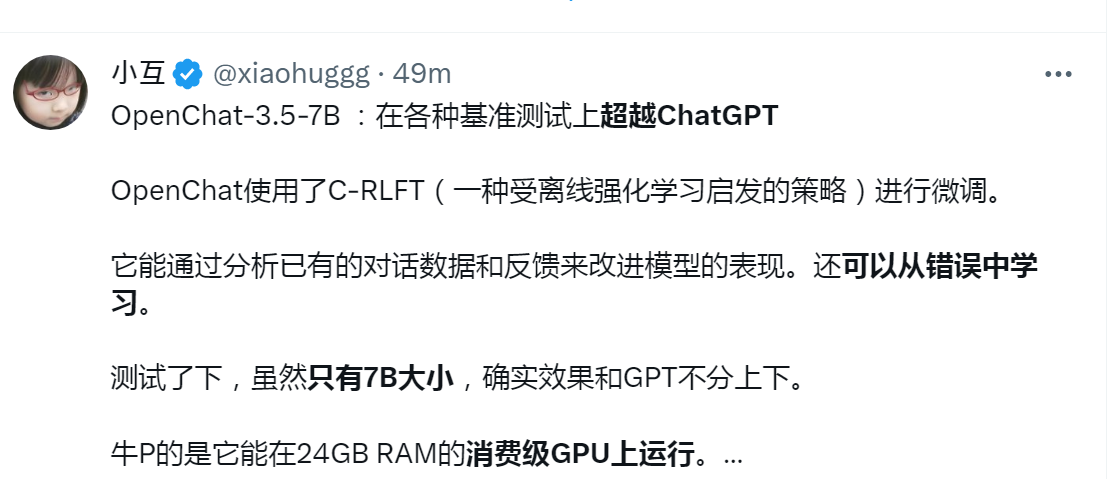 小互 @xiaohuggg · 49m
OpenChat-3.5-7B ：在各种基准测试上超越ChatGPT
OpenChat使用了C-RLFT（一种受离线强化学习启发的策略）进行微调。
它能通过分析已有的对话数据和反馈来改进模型的表现。还可以从错误中学
习。
测试了下，虽然只有7B大小，确实效果和GPT不分上下。
牛P的是它能在24GB RAM的消费级GPU上运行。...